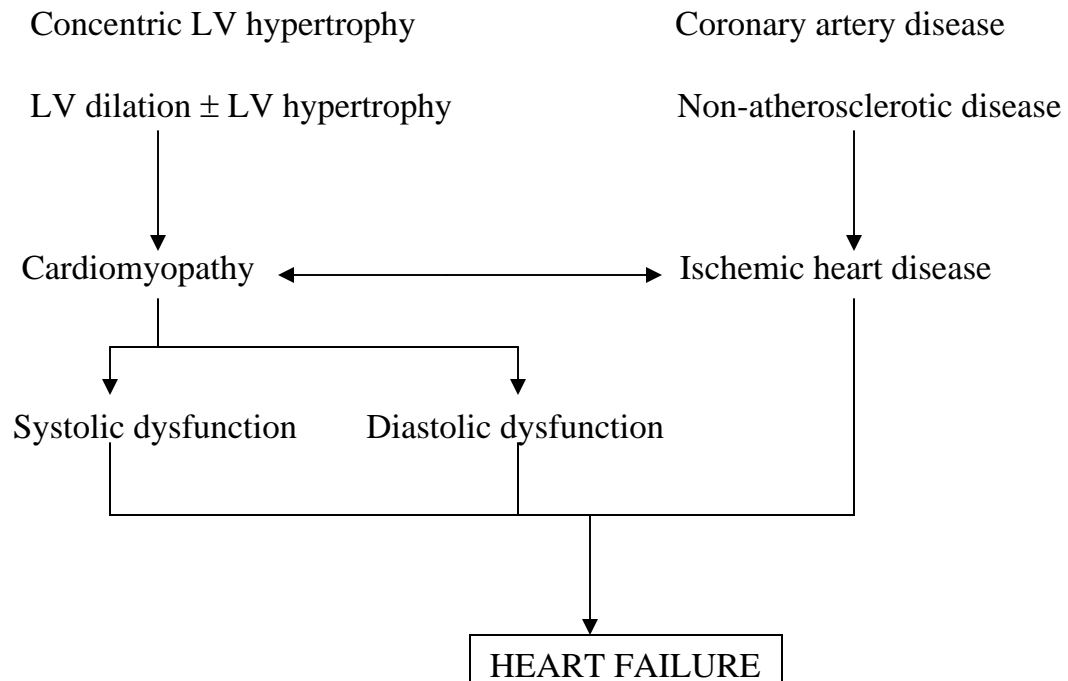 Concentric LV hypertrophy
Coronary artery disease
LV dilation ± LV hypertrophy
Non-atherosclerotic disease
Cardiomyopathy
Ischemic heart disease
Systolic dysfunction
Diastolic dysfunction
HEART FAILURE